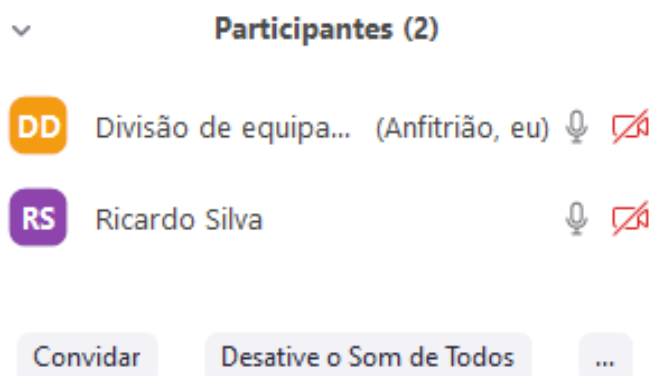 Participantes (2)
DD Divisão de equipa... (Anfitrião, eu)
RS Ricardo Silva
Convidar Desative o Som de Todos ...